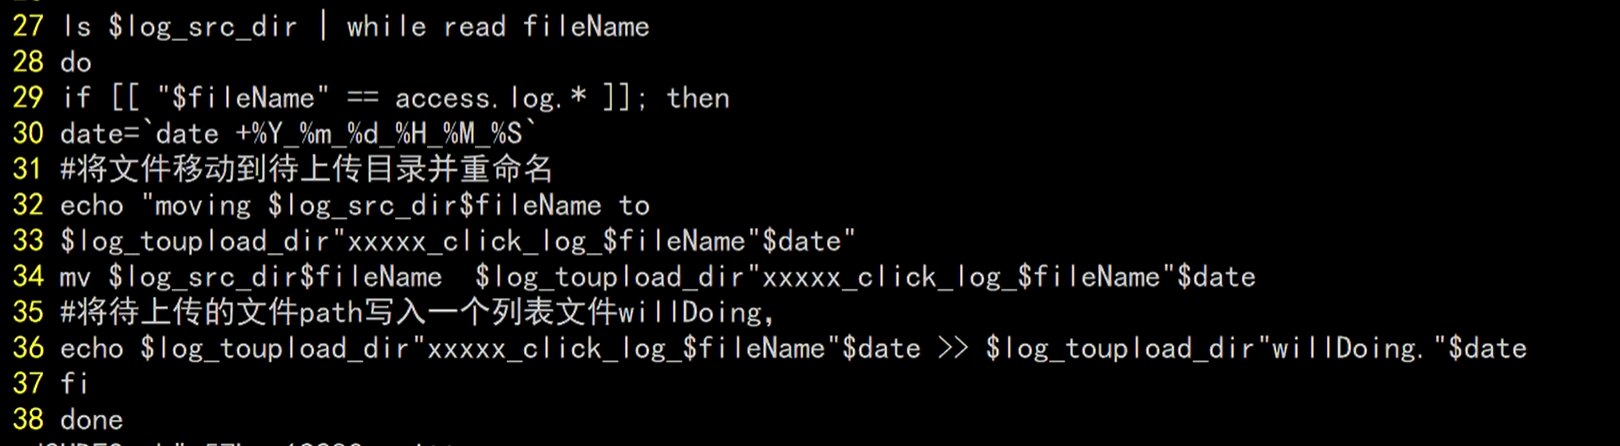 27 ls $log_src_dir | while read fileName
28 do
29 if [[ "$fileName" == access.log.* ]]; then
30 date=`date +%Y_%m_%d_%H_%M_%S`
31 #将文件移动到待上传目录并重命名
32 echo "moving $log_src_dir$fileName to
33 $log_toupload_dir"xxxxx_click_log_$fileName"$date"
34 mv $log_src_dir$fileName  $log_toupload_dir"xxxxx_click_log_$fileName"$date
35 #将待上传的文件path写入一个列表文件willDoing,
36 echo $log_toupload_dir"xxxxx_click_log_$fileName"$date >> $log_toupload_dir"willDoing."$date
37 fi
38 done